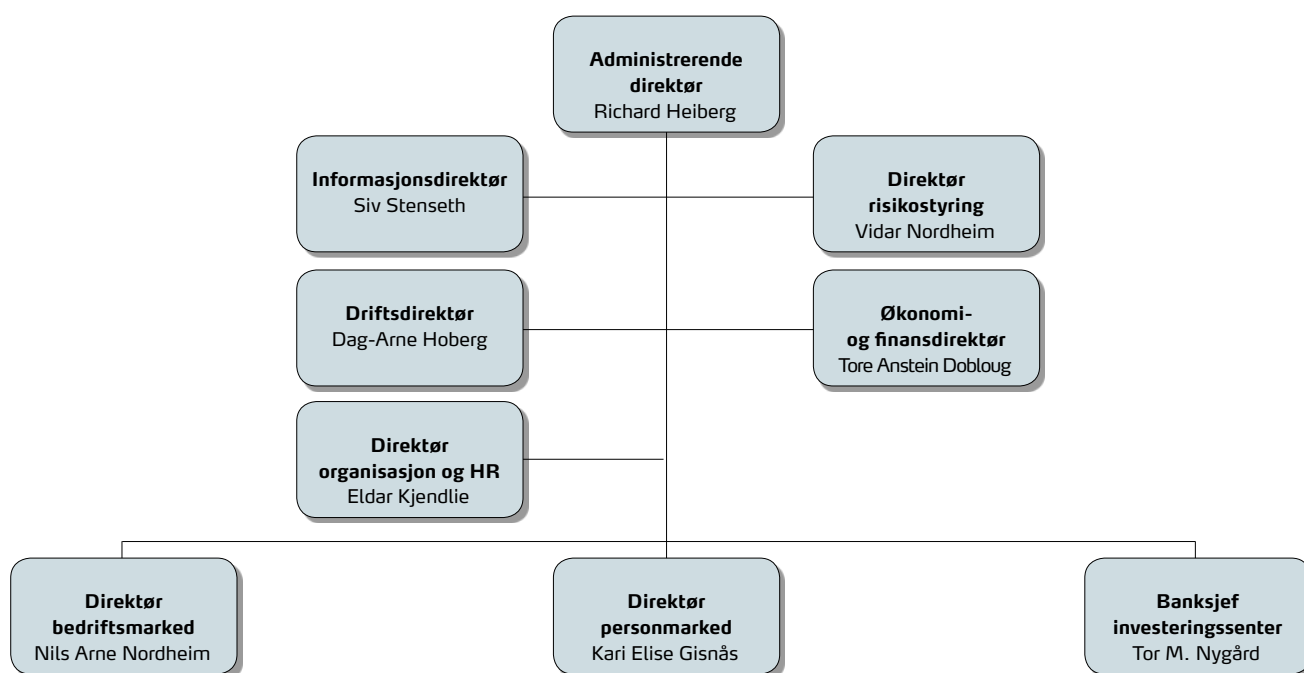 Administrerende
direktør
Richard Heiberg
Informasjonsdirektør
Siv Stenseth
Direktør
risikostyring
Vidar Nordheim
Driftsdirektør
Dag-Arne Hoberg
Økonomi-
og finansdirektør
Tore Anstein Dobloug
Direktør
organisasjon og HR
Eldar Kjendlie
Direktør
bedriftsmarked
Nils Arne Nordheim
Direktør
personmarked
Kari Elise Gisnås
Banksjef
investeringssenter
Tor M. Nygård